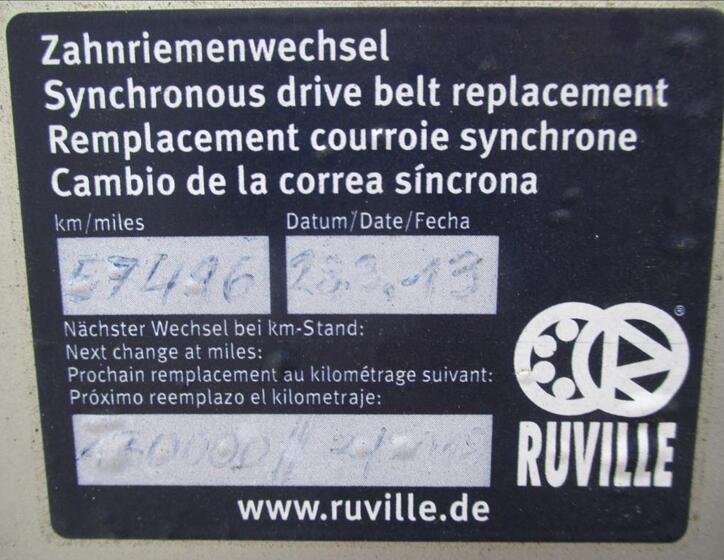 Zahnriemenwechsel
Synchronous drive belt replacement
Remplacement courroie synchrone
Cambio de la correa síncrona
km/miles Datum/Date/Fecha
57496 28.3.-13
Nächster Wechsel bei km-Stand:
Next change at miles:
Prochain remplacement au kilométrage suivant:
Próximo reemplazo el kilometraje:
®
RUVILLE
www.ruville.de